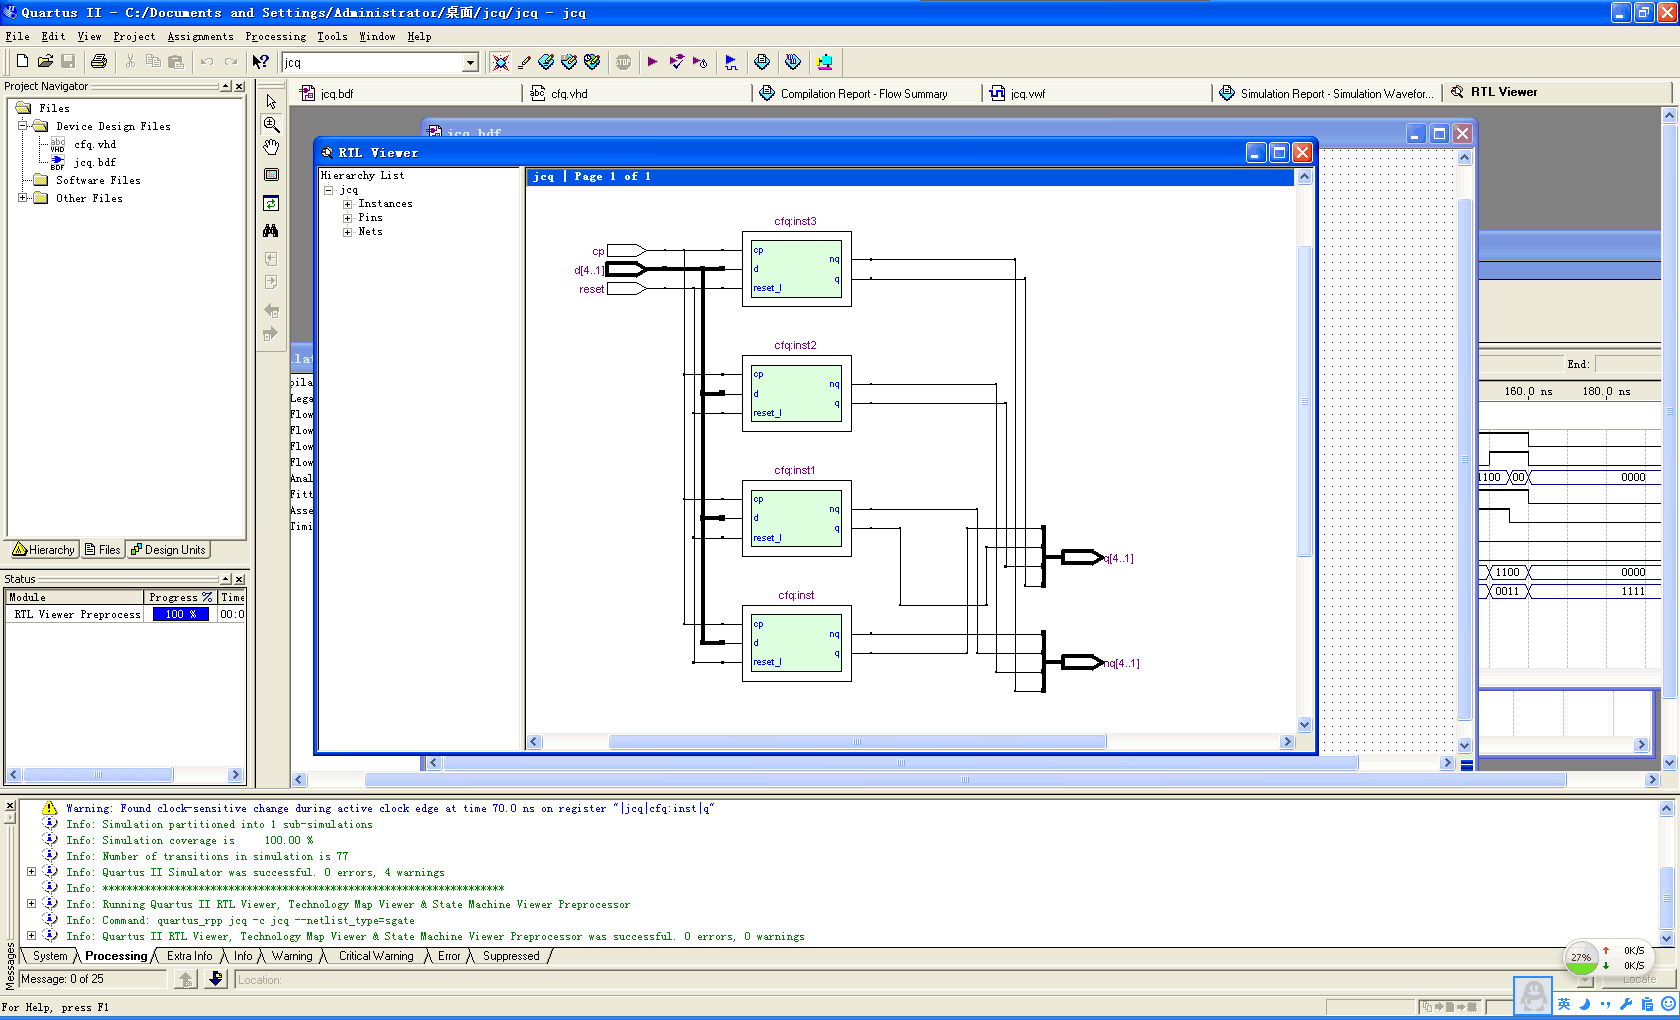 Quartus II - C:/Documents and Settings/Administrator/桌面/jcq/jcq - jcq
File Edit View Project Assignments Processing Tools Window Help
jcq
STOP
Project Navigator
Files
Device Design Files
cfq.vhd
jcq.bdf
Software Files
Other Files
Hierarchy Files Design Units
jcq.bdf
cfq.vhd
Compilation Report - Flow Summary
jcq.vwf
Simulation Report - Simulation Wavefor...
RTL Viewer
jcq.bdf
RTL Viewer
Hierarchy List
jcq
Instances
Pins
Nets
jcq | Page 1 of 1
cfq:inst3
cp
d[4..1]
reset
cp
d
reset_l
nq
q
cfq:inst2
cp
d
reset_l
nq
q
cfq:inst1
cp
d
reset_l
nq
q
cfq:inst
cp
d
reset_l
nq
q
q[4..1]
nq[4..1]
End:
160.0 ns 180.0 ns
1100 00 0000
1100 0000
0011 1111
Status
Module Progress % Time
RTL Viewer Preprocess 100 % 00:0
Warning: Found clock-sensitive change during active clock edge at time 70.0 ns on register "|jcq|cfq:inst|q"
Info: Simulation partitioned into 1 sub-simulations
Info: Simulation coverage is 100.00 %
Info: Number of transitions in simulation is 77
Info: Quartus II Simulator was successful. 0 errors, 4 warnings
Info: *******************************************************************
Info: Running Quartus II RTL Viewer, Technology Map Viewer & State Machine Viewer Preprocessor
Info: Command: quartus_rpp jcq -c jcq --netlist_type=sgate
Info: Quartus II RTL Viewer, Technology Map Viewer & State Machine Viewer Preprocessor was successful. 0 errors, 0 warnings
System Processing Extra Info Info Warning Critical Warning Error Suppressed
Messages
Message: 0 of 25
Location:
Locate
For Help, press F1
27%
0K/S
0K/S
英